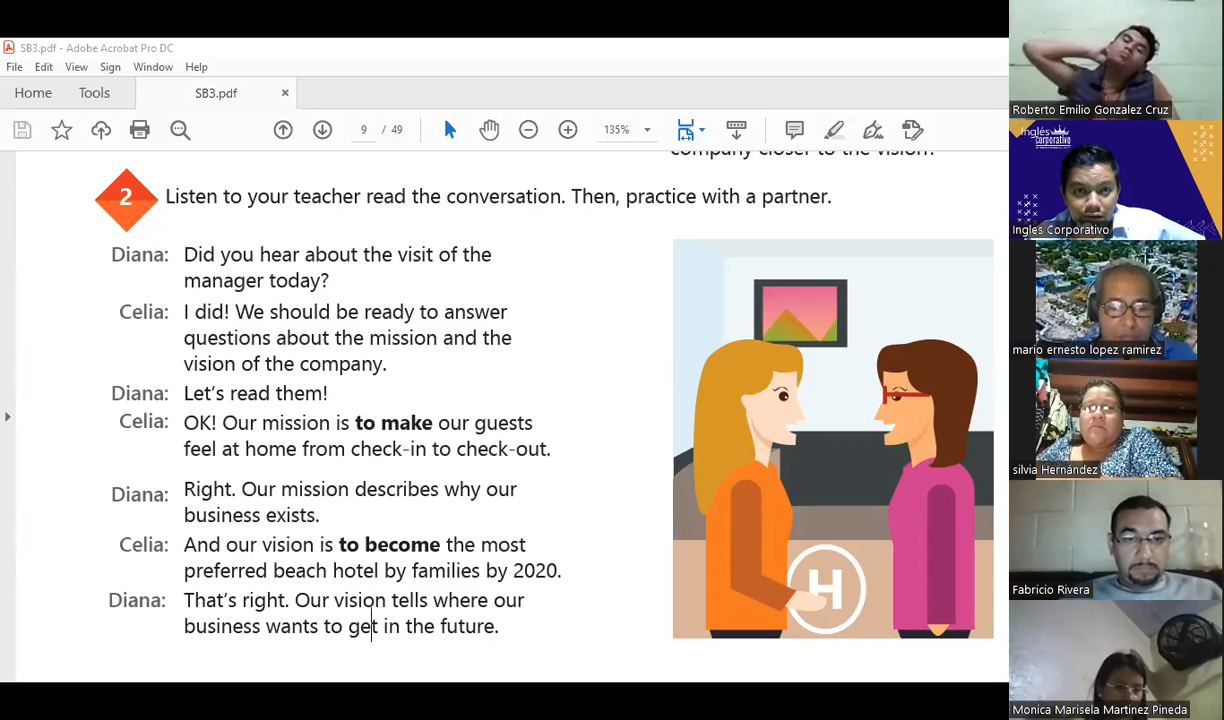 SB3.pdf - Adobe Acrobat Pro DC
File Edit View Sign Window Help
Home Tools SB3.pdf ×
9 / 49 135%
company closer to the vision?
2 Listen to your teacher read the conversation. Then, practice with a partner.
Diana: Did you hear about the visit of the
manager today?
Celia: I did! We should be ready to answer
questions about the mission and the
vision of the company.
Diana: Let's read them!
Celia: OK! Our mission is to make our guests
feel at home from check-in to check-out.
Diana: Right. Our mission describes why our
business exists.
Celia: And our vision is to become the most
preferred beach hotel by families by 2020.
Diana: That's right. Our vision tells where our
business wants to get in the future.
H
Roberto Emilio Gonzalez Cruz
Inglés
Corporativo
Ingles Corporativo
mario ernesto lopez ramirez
silvia Hernández
Fabricio Rivera
Monica Marisela Martinez Pineda